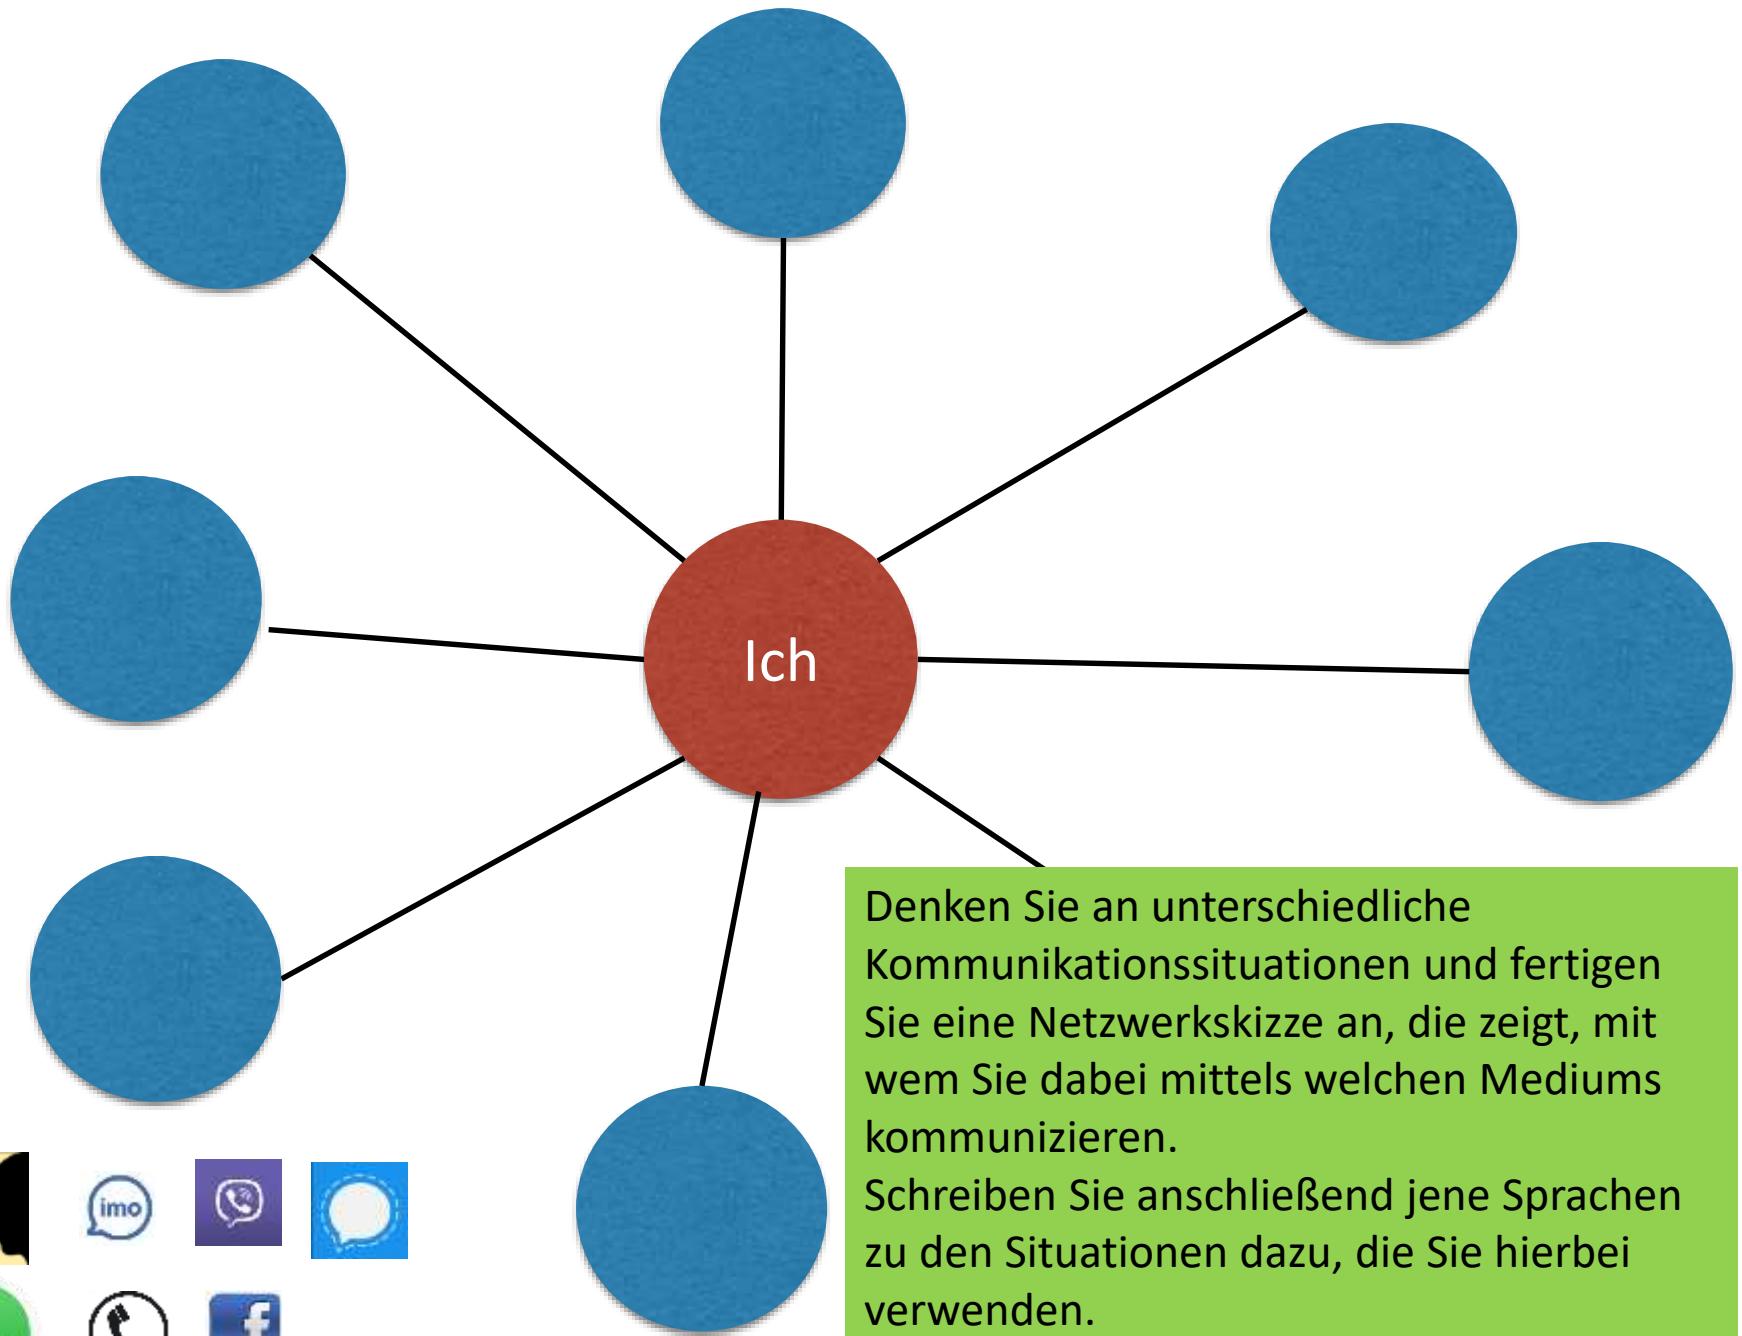 Ich
Denken Sie an unterschiedliche
Kommunikationssituationen und fertigen
Sie eine Netzwerkskizze an, die zeigt, mit
wem Sie dabei mittels welchen Mediums
kommunizieren.
Schreiben Sie anschließend jene Sprachen
zu den Situationen dazu, die Sie hierbei
verwenden.
imo
f